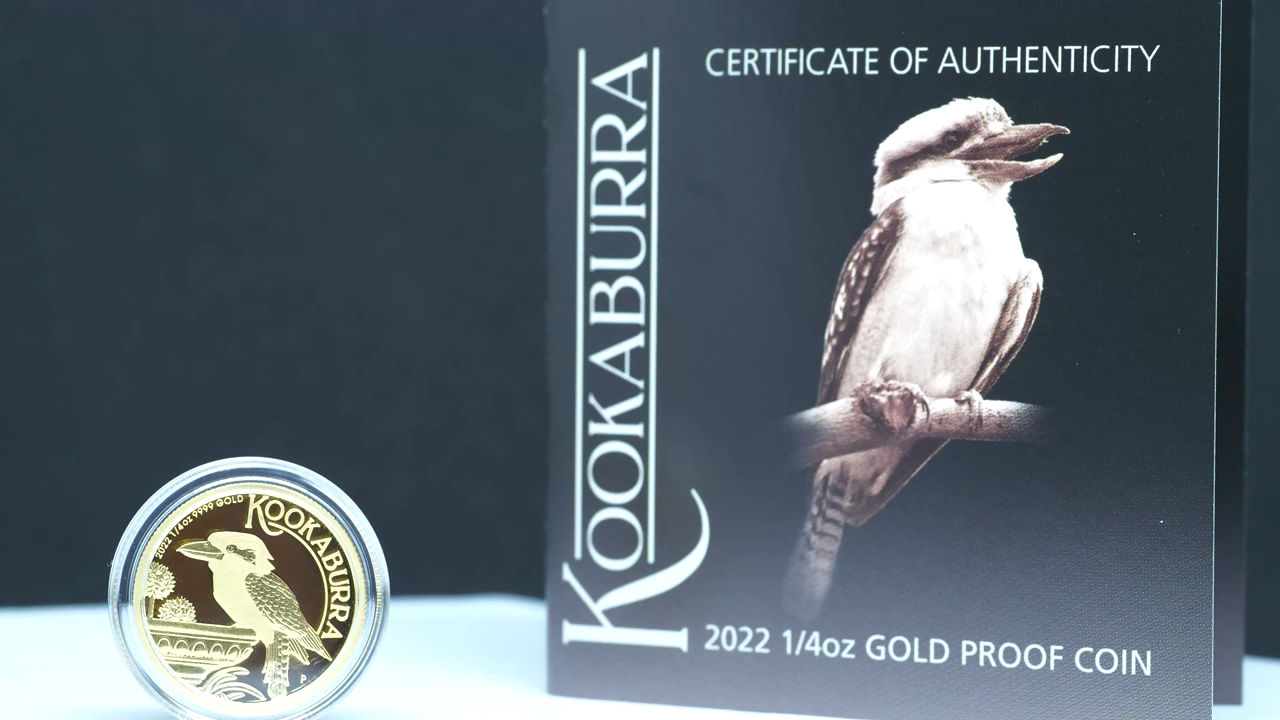 CERTIFICATE OF AUTHENTICITY
KOOKABURRA
2022 1/4oz GOLD PROOF COIN
2022 1/4oz 9999 GOLD
KOOKABURRA
P